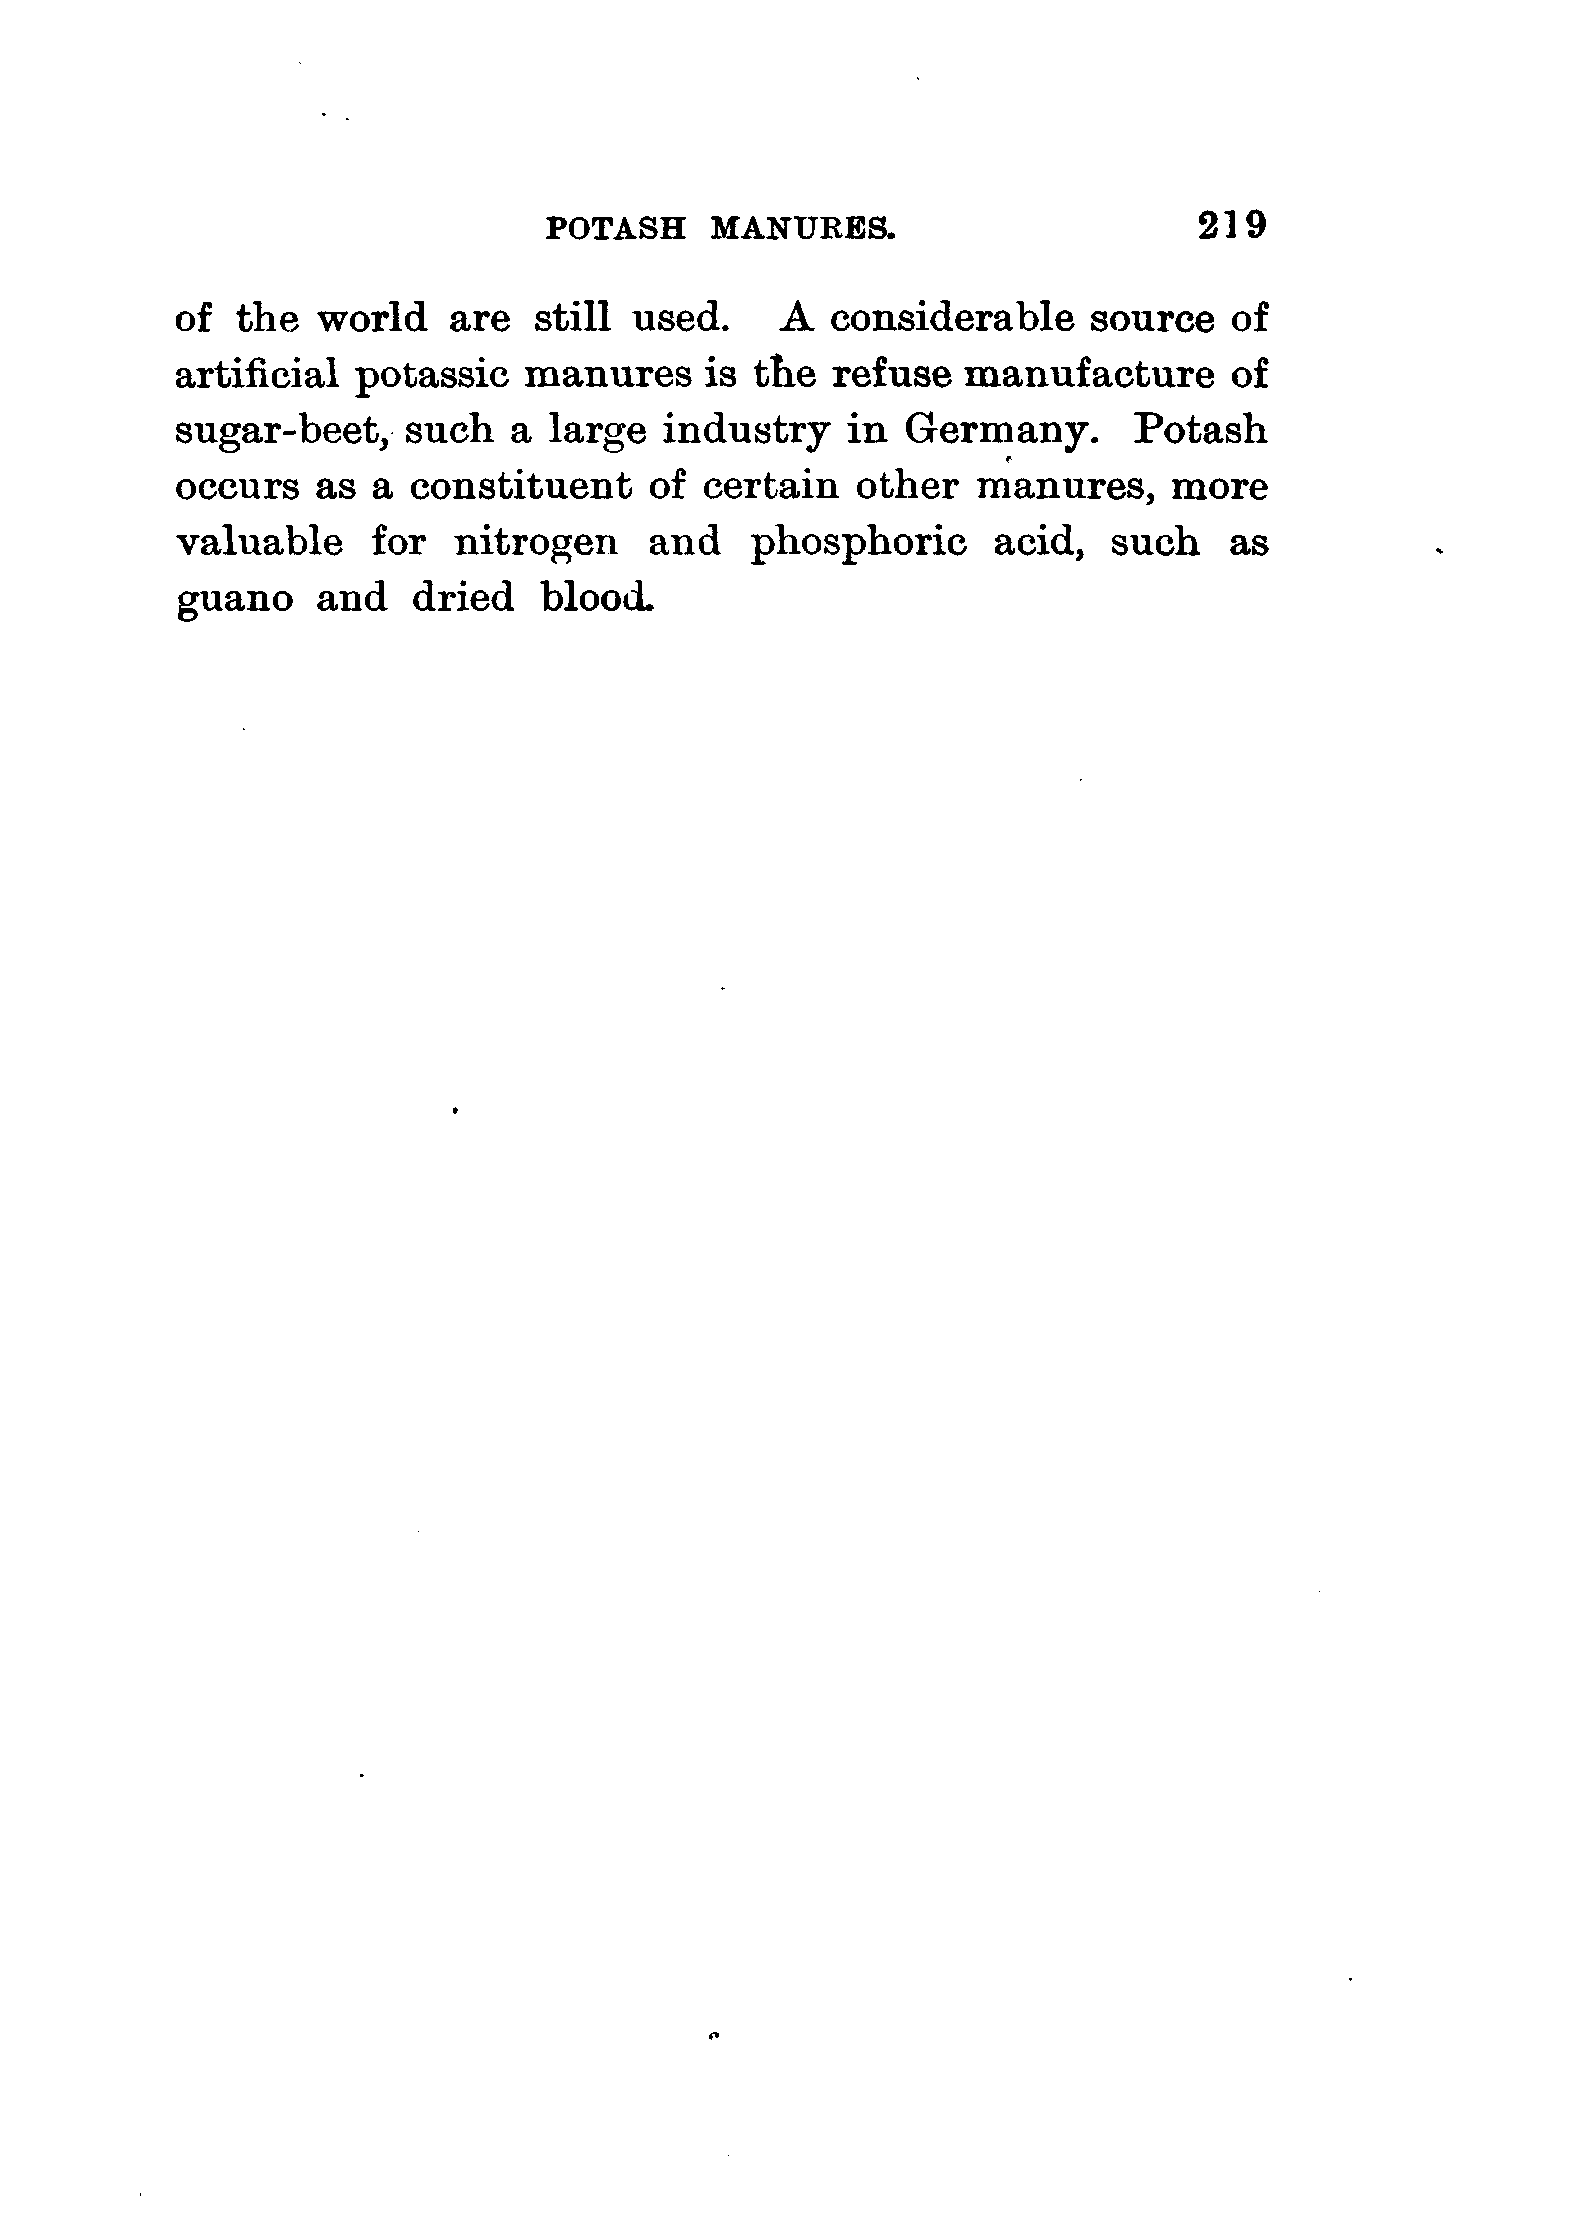 POTASH MANURES. 219
of the world are still used. A considerable source of
artificial potassic manures is the refuse manufacture of
sugar-beet, such a large industry in Germany. Potash
occurs as a constituent of certain other manures, more
valuable for nitrogen and phosphoric acid, such as
guano and dried blood.